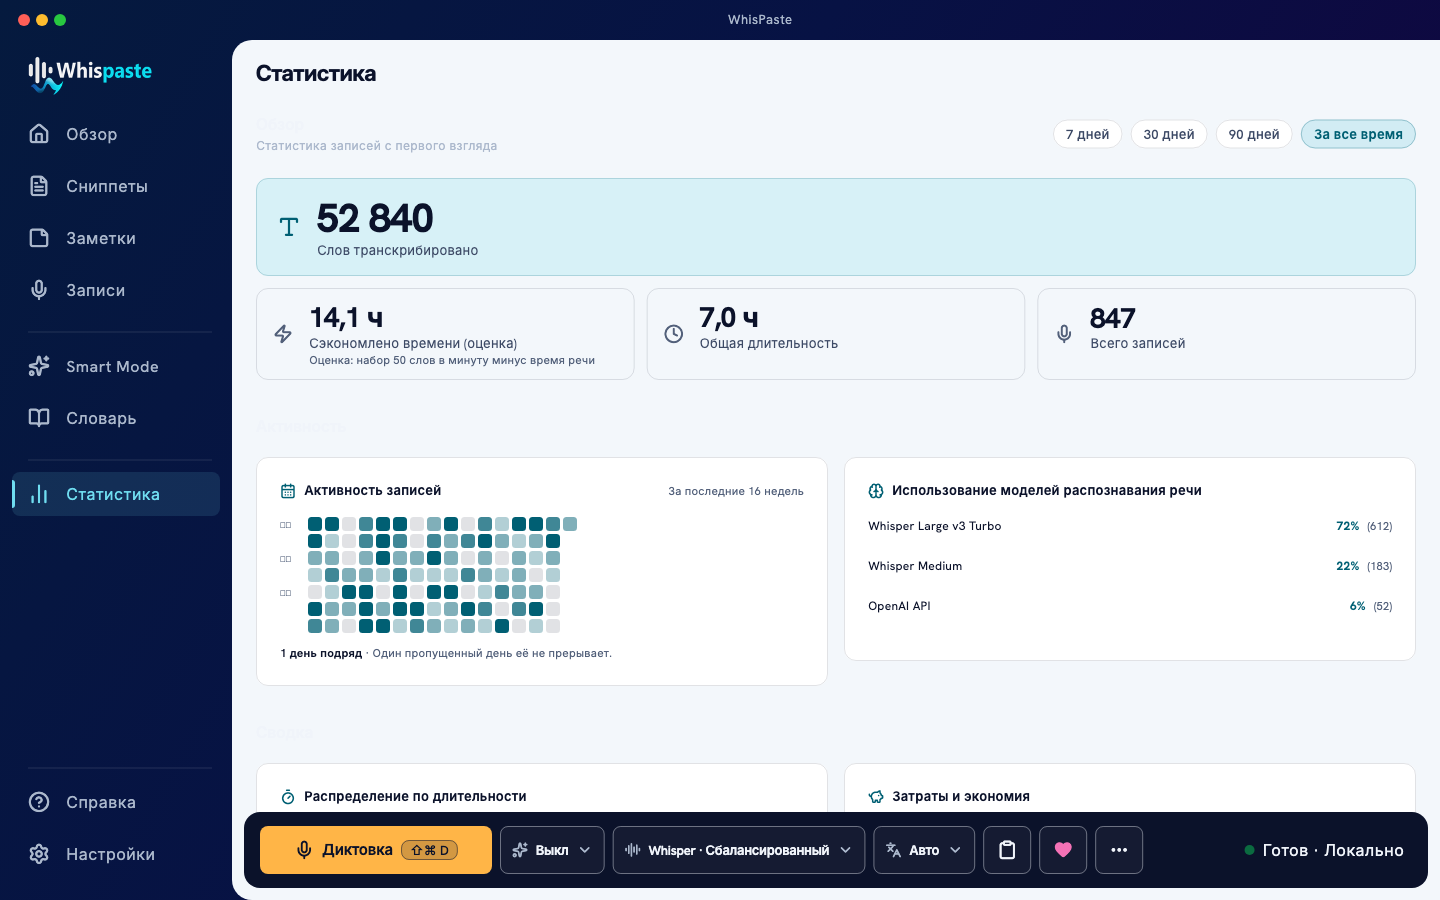 WhisPaste
Whispaste
Обзор
Сниппеты
Заметки
Записи
Smart Mode
Словарь
Статистика
Справка
Настройки
Статистика
Обзор
Статистика записей с первого взгляда
7 дней
30 дней
90 дней
За все время
52 840
Слов транскрибировано
14,1 ч
Сэкономлено времени (оценка)
Оценка: набор 50 слов в минуту минус время речи
7,0 ч
Общая длительность
847
Всего записей
Активность
Активность записей
За последние 16 недель
1 день подряд · Один пропущенный день её не прерывает.
Использование моделей распознавания речи
Whisper Large v3 Turbo 72% (612)
Whisper Medium 22% (183)
OpenAI API 6% (52)
Распределение по длительности
Затраты и экономия
Диктовка ⇧⌘D
Выкл
Whisper · Сбалансированный
Авто
Готов · Локально